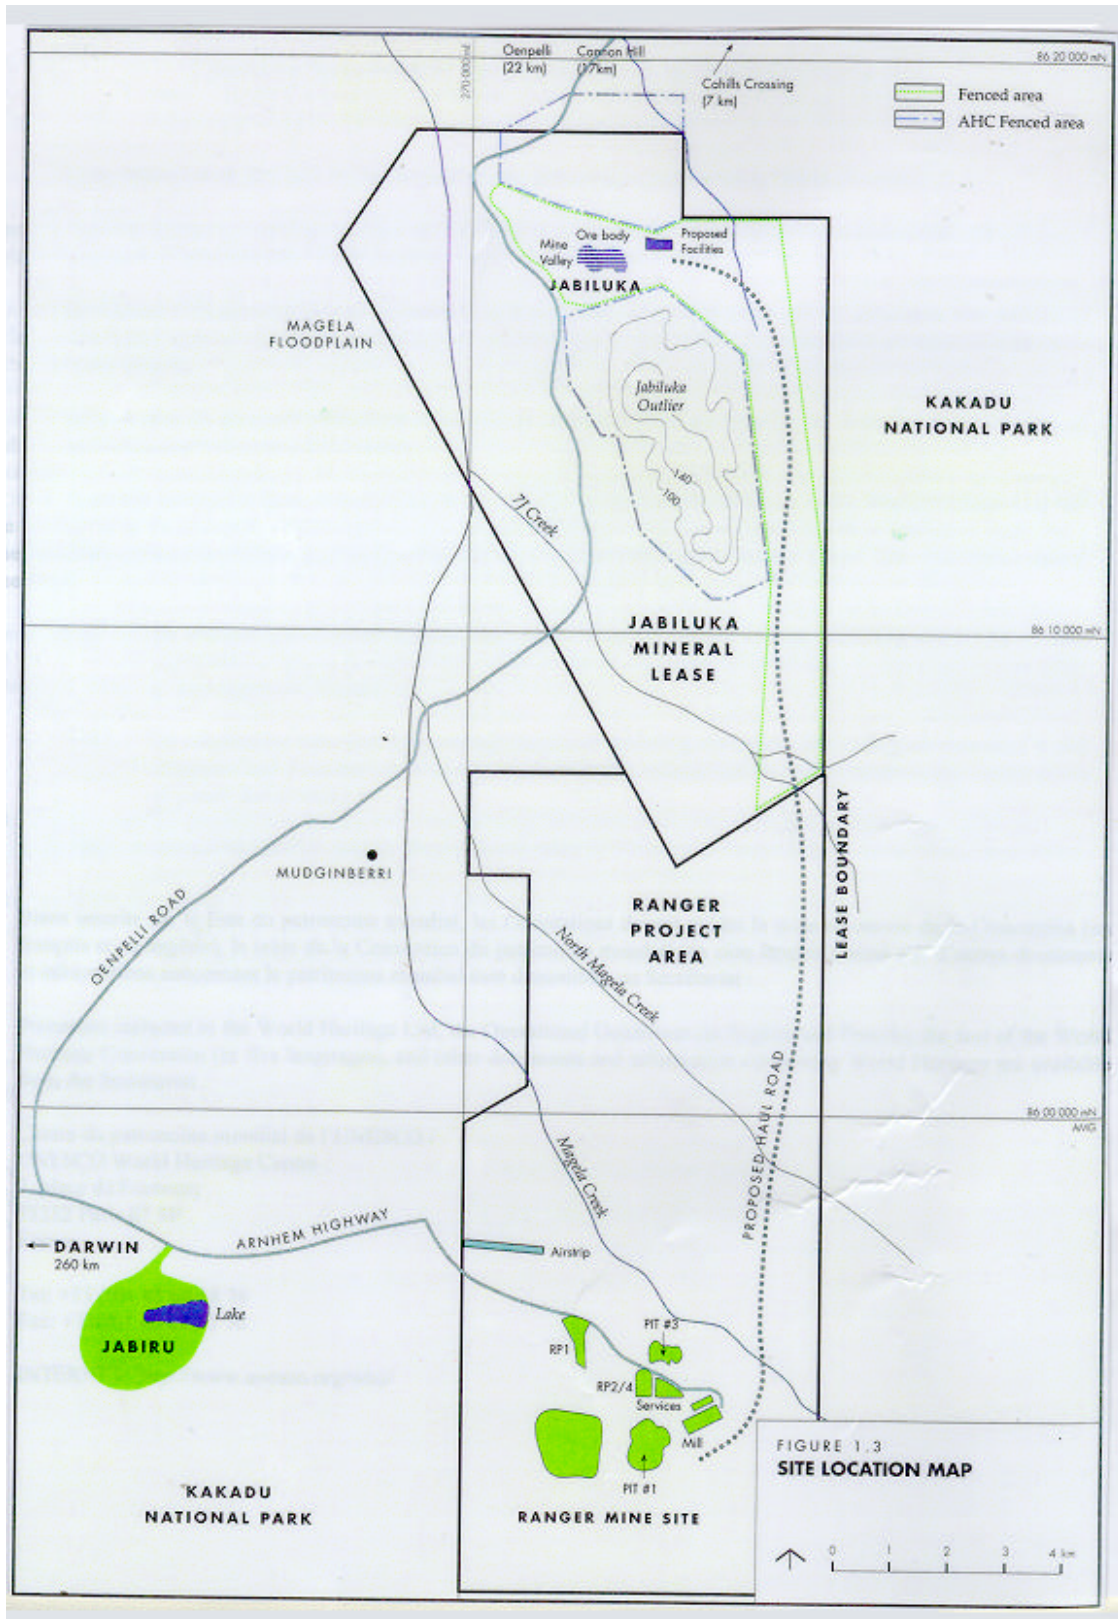 Oenpelli
(22 km)
Cannon Hill
(17km)
Cahills Crossing
(7 km)
86 20 000 mN
270 000 mE
Fenced area
AHC Fenced area
Proposed
Facilities
Ore body
Mine
Valley
JABILUKA
MAGELA
FLOODPLAIN
Jabiluka
Outlier
KAKADU
NATIONAL PARK
140
100
7J Creek
JABILUKA
MINERAL
LEASE
86 10 000 mN
LEASE BOUNDARY
MUDGINBERRI
OENPELLI ROAD
RANGER
PROJECT
AREA
North Magela Creek
PROPOSED HAUL ROAD
86 00 000 mN
AMG
Magela Creek
ARNHEM HIGHWAY
DARWIN
260 km
Airstrip
Lake
JABIRU
RP1
PIT #3
RP2/4
Services
Mill
PIT #1
KAKADU
NATIONAL PARK
RANGER MINE SITE
FIGURE 1.3
SITE LOCATION MAP
0 1 2 3 4 km